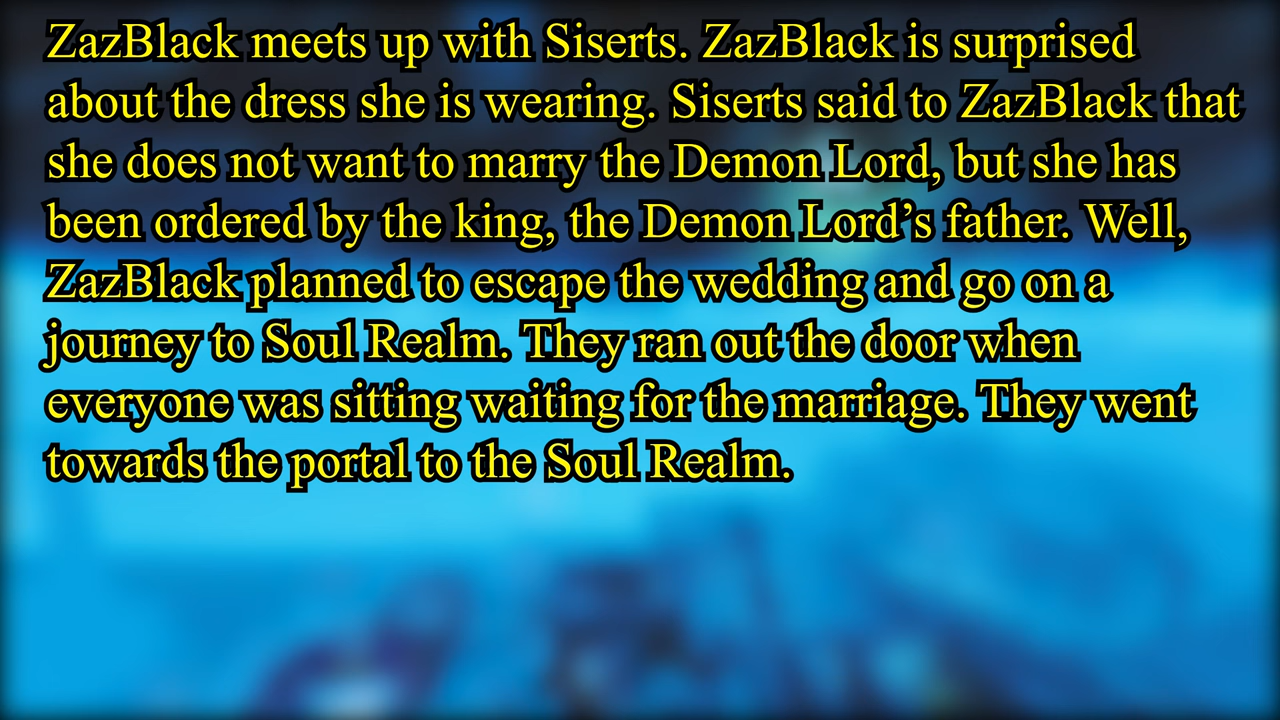 ZazBlack meets up with Siserts. ZazBlack is surprised
about the dress she is wearing. Siserts said to ZazBlack that
she does not want to marry the Demon Lord, but she has
been ordered by the king, the Demon Lord’s father. Well,
ZazBlack planned to escape the wedding and go on a
journey to Soul Realm. They ran out the door when
everyone was sitting waiting for the marriage. They went
towards the portal to the Soul Realm.